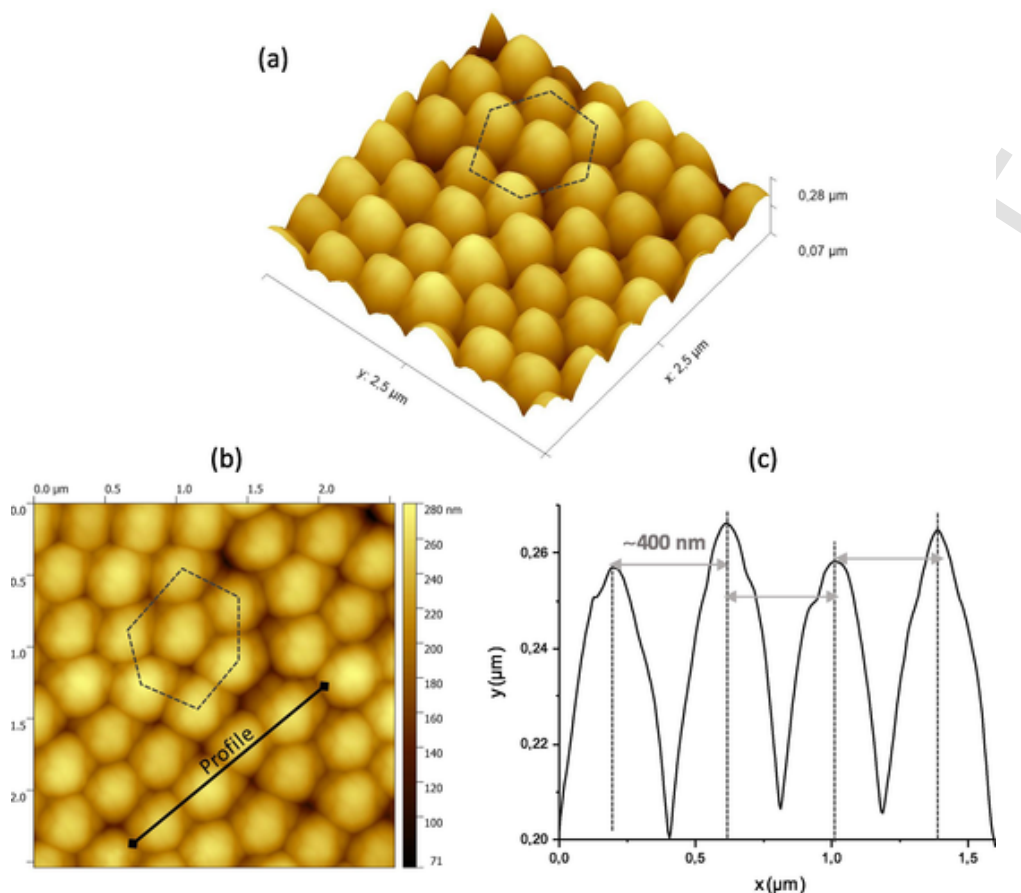 (a)
0,28 µm
0,07 µm
y: 2,5 µm
x: 2,5 µm
(b)
0.0 µm 0.5 1.0 1.5 2.0
0.0
0.5
1.0
1.5
2.0
Profile
280 nm
260
240
220
200
180
160
140
120
100
71
(c)
~400 nm
0,26
0,24
0,22
0,20
y (µm)
0,0 0,5 1,0 1,5
x (µm)